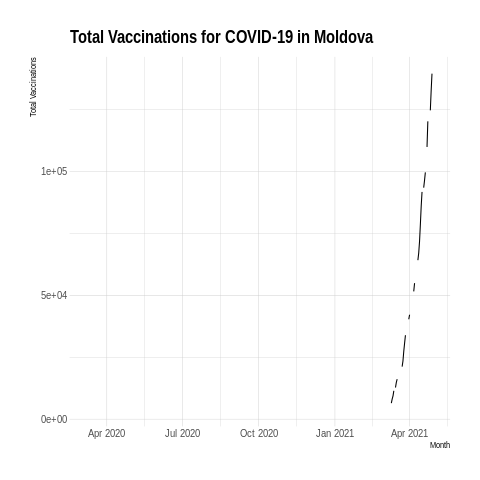 Total Vaccinations for COVID-19 in Moldova
Total Vaccinations
1e+05
5e+04
0e+00
Apr 2020 Jul 2020 Oct 2020 Jan 2021 Apr 2021
Month